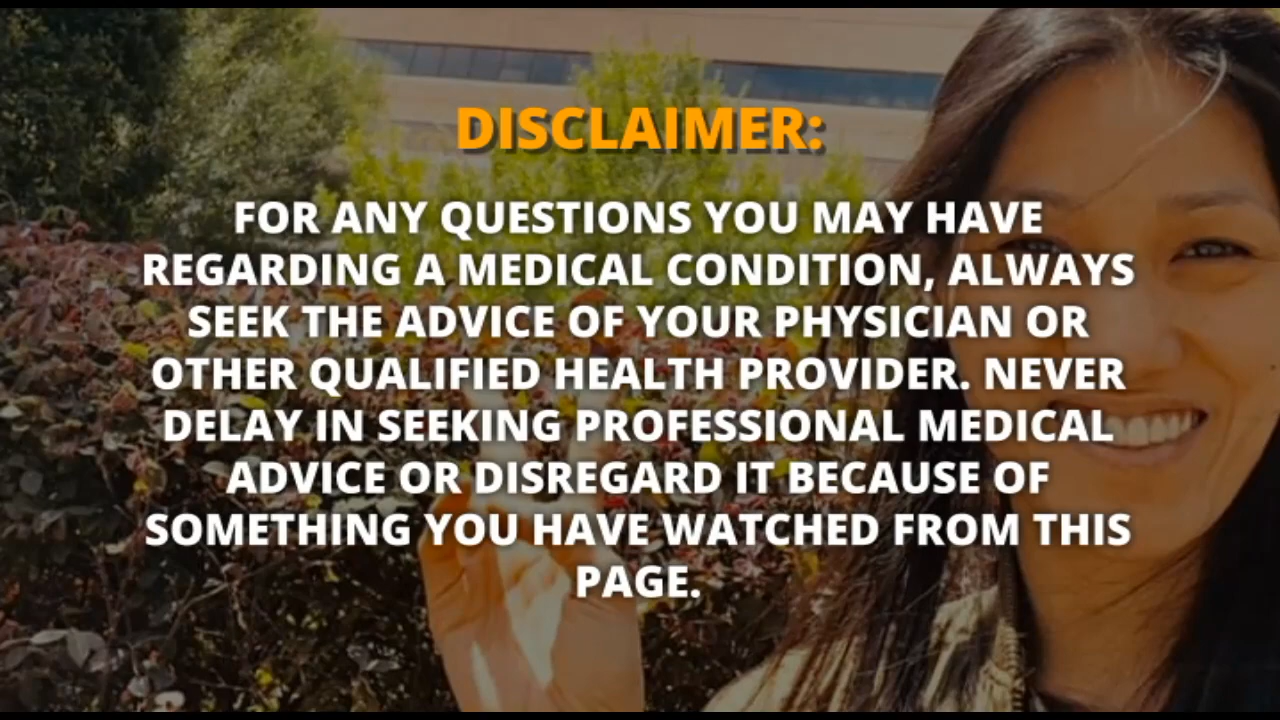 DISCLAIMER:
FOR ANY QUESTIONS YOU MAY HAVE
REGARDING A MEDICAL CONDITION, ALWAYS
SEEK THE ADVICE OF YOUR PHYSICIAN OR
OTHER QUALIFIED HEALTH PROVIDER. NEVER
DELAY IN SEEKING PROFESSIONAL MEDICAL
ADVICE OR DISREGARD IT BECAUSE OF
SOMETHING YOU HAVE WATCHED FROM THIS
PAGE.